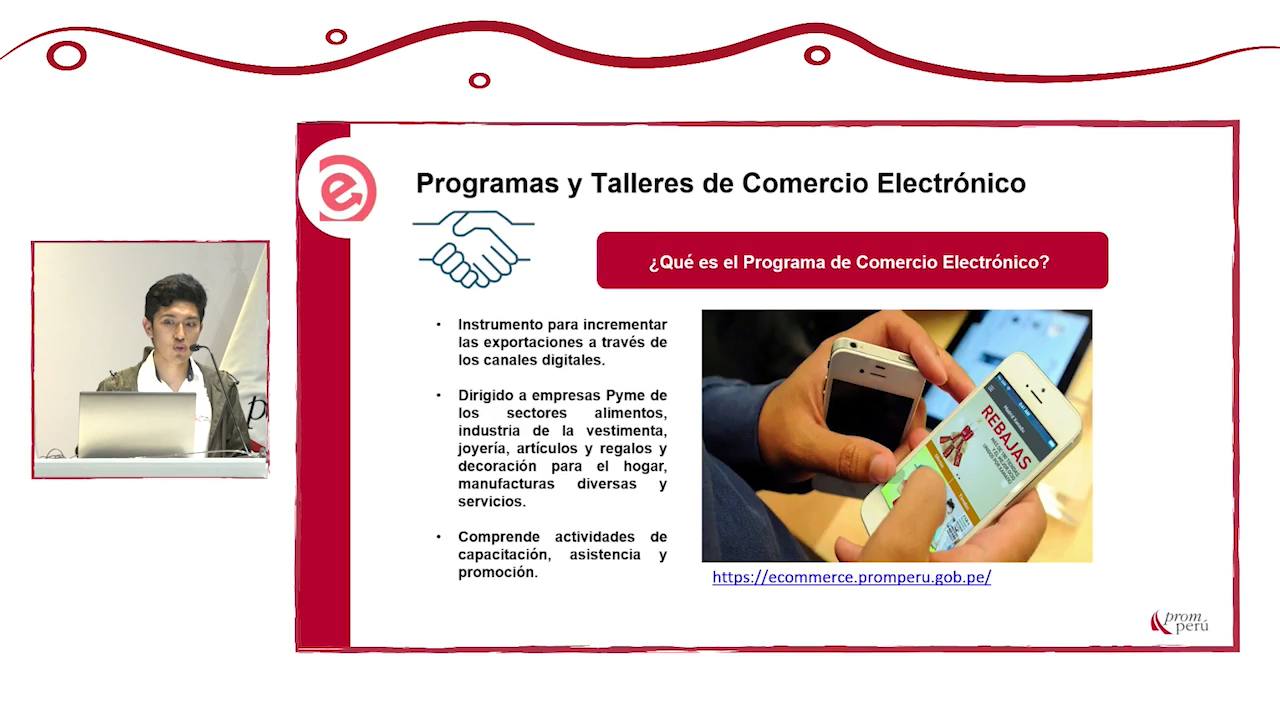 Programas y Talleres de Comercio Electrónico
¿Qué es el Programa de Comercio Electrónico?
• Instrumento para incrementar
las exportaciones a través de
los canales digitales.
• Dirigido a empresas Pyme de
los sectores alimentos,
industria de la vestimenta,
joyería, artículos y regalos y
decoración para el hogar,
manufacturas diversas y
servicios.
• Comprende actividades de
capacitación, asistencia y
promoción.
REBAJAS
https://ecommerce.promperu.gob.pe/
prom
perú